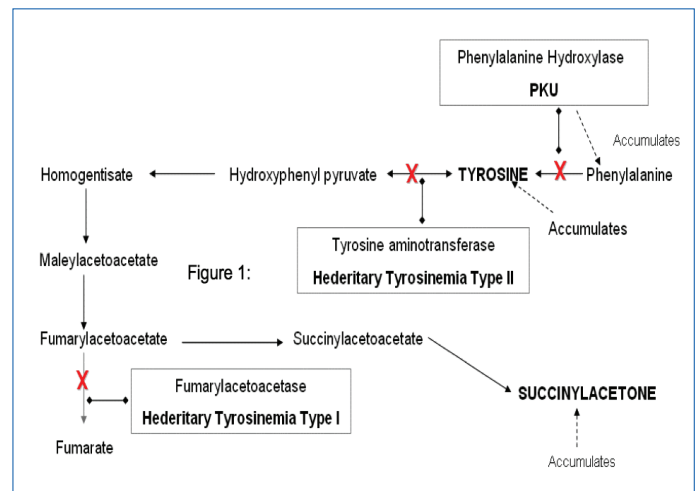 Phenylalanine Hydroxylase
PKU
Accumulates
Homogentisate
Hydroxyphenyl pyruvate
X
TYROSINE
X
Phenylalanine
Accumulates
Tyrosine aminotransferase
Hederitary Tyrosinemia Type II
Maleylacetoacetate
Figure 1:
Fumarylacetoacetate
Succinylacetoacetate
X
Fumarylacetoacetase
Hederitary Tyrosinemia Type I
SUCCINYLACETONE
Fumarate
Accumulates